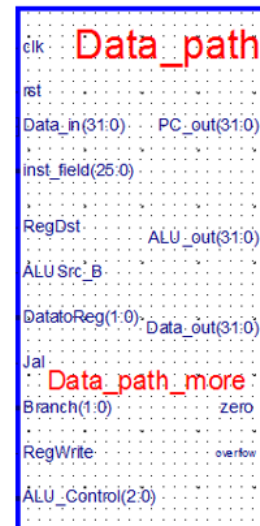 clk Data_path
rst
Data_in(31:0) PC_out(31:0)
inst_field(25:0)
RegDst
ALU_out(31:0)
ALUSrc_B
DatatoReg(1:0)
Data_out(31:0)
Jal
Data_path_more
Branch(1:0) zero
RegWrite overflow
ALU_Control(2:0)